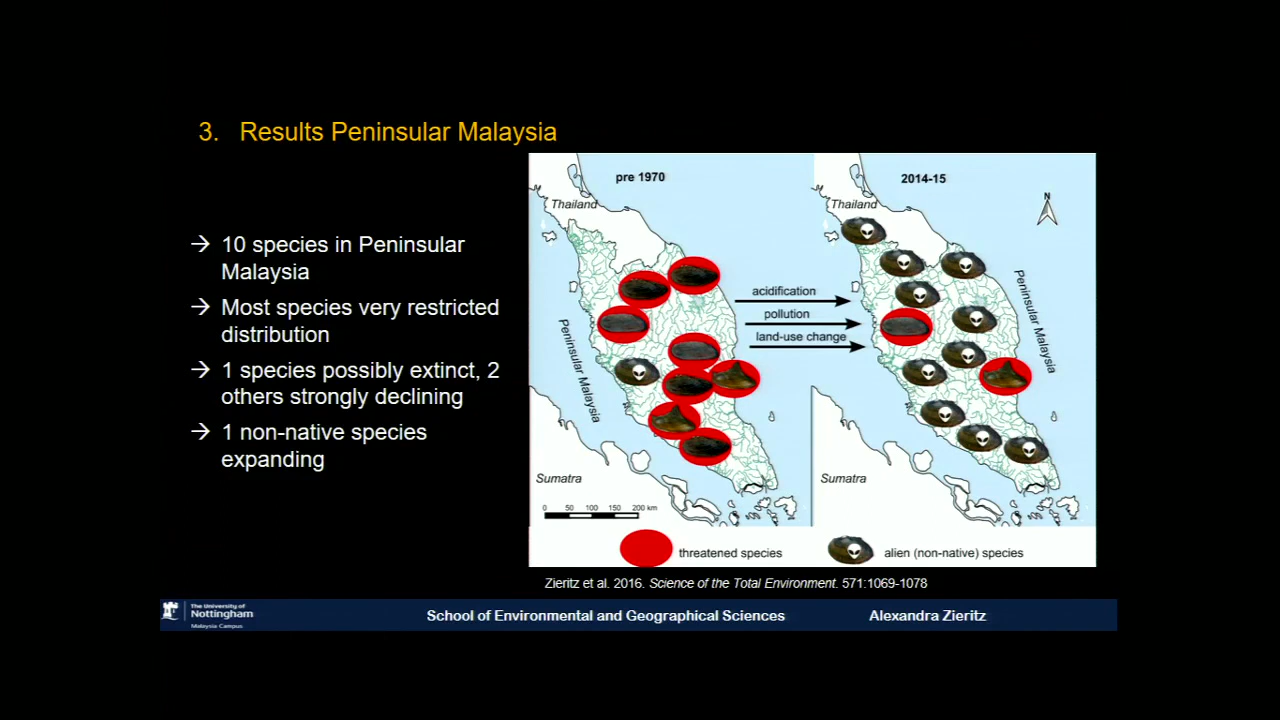 3. Results Peninsular Malaysia
→ 10 species in Peninsular
Malaysia
→ Most species very restricted
distribution
→ 1 species possibly extinct, 2
others strongly declining
→ 1 non-native species
expanding
pre 1970
Thailand
Peninsular Malaysia
Sumatra
0 50 100 150 200 km
acidification
pollution
land-use change
2014-15
Thailand
N
Peninsular Malaysia
Sumatra
threatened species
alien (non-native) species
Zieritz et al. 2016. Science of the Total Environment. 571:1069-1078
The University of
Nottingham
Malaysia Campus
School of Environmental and Geographical Sciences
Alexandra Zieritz